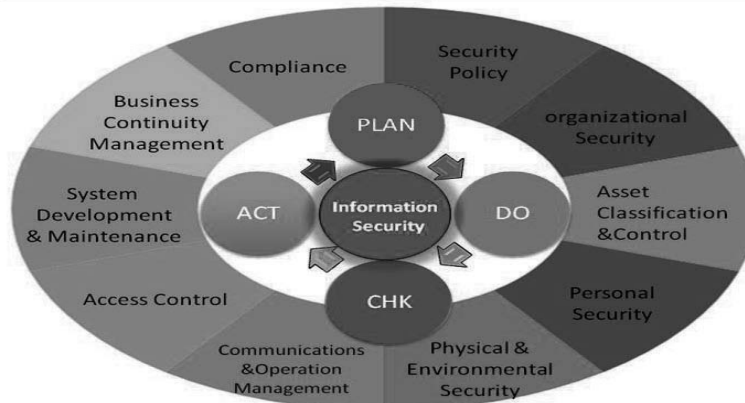 Compliance
Security
Policy
organizational
Security
Asset
Classification
&Control
Personal
Security
Physical &
Environmental
Security
Communications
&Operation
Management
Access Control
System
Development
& Maintenance
Business
Continuity
Management
PLAN
DO
CHK
ACT
Information
Security